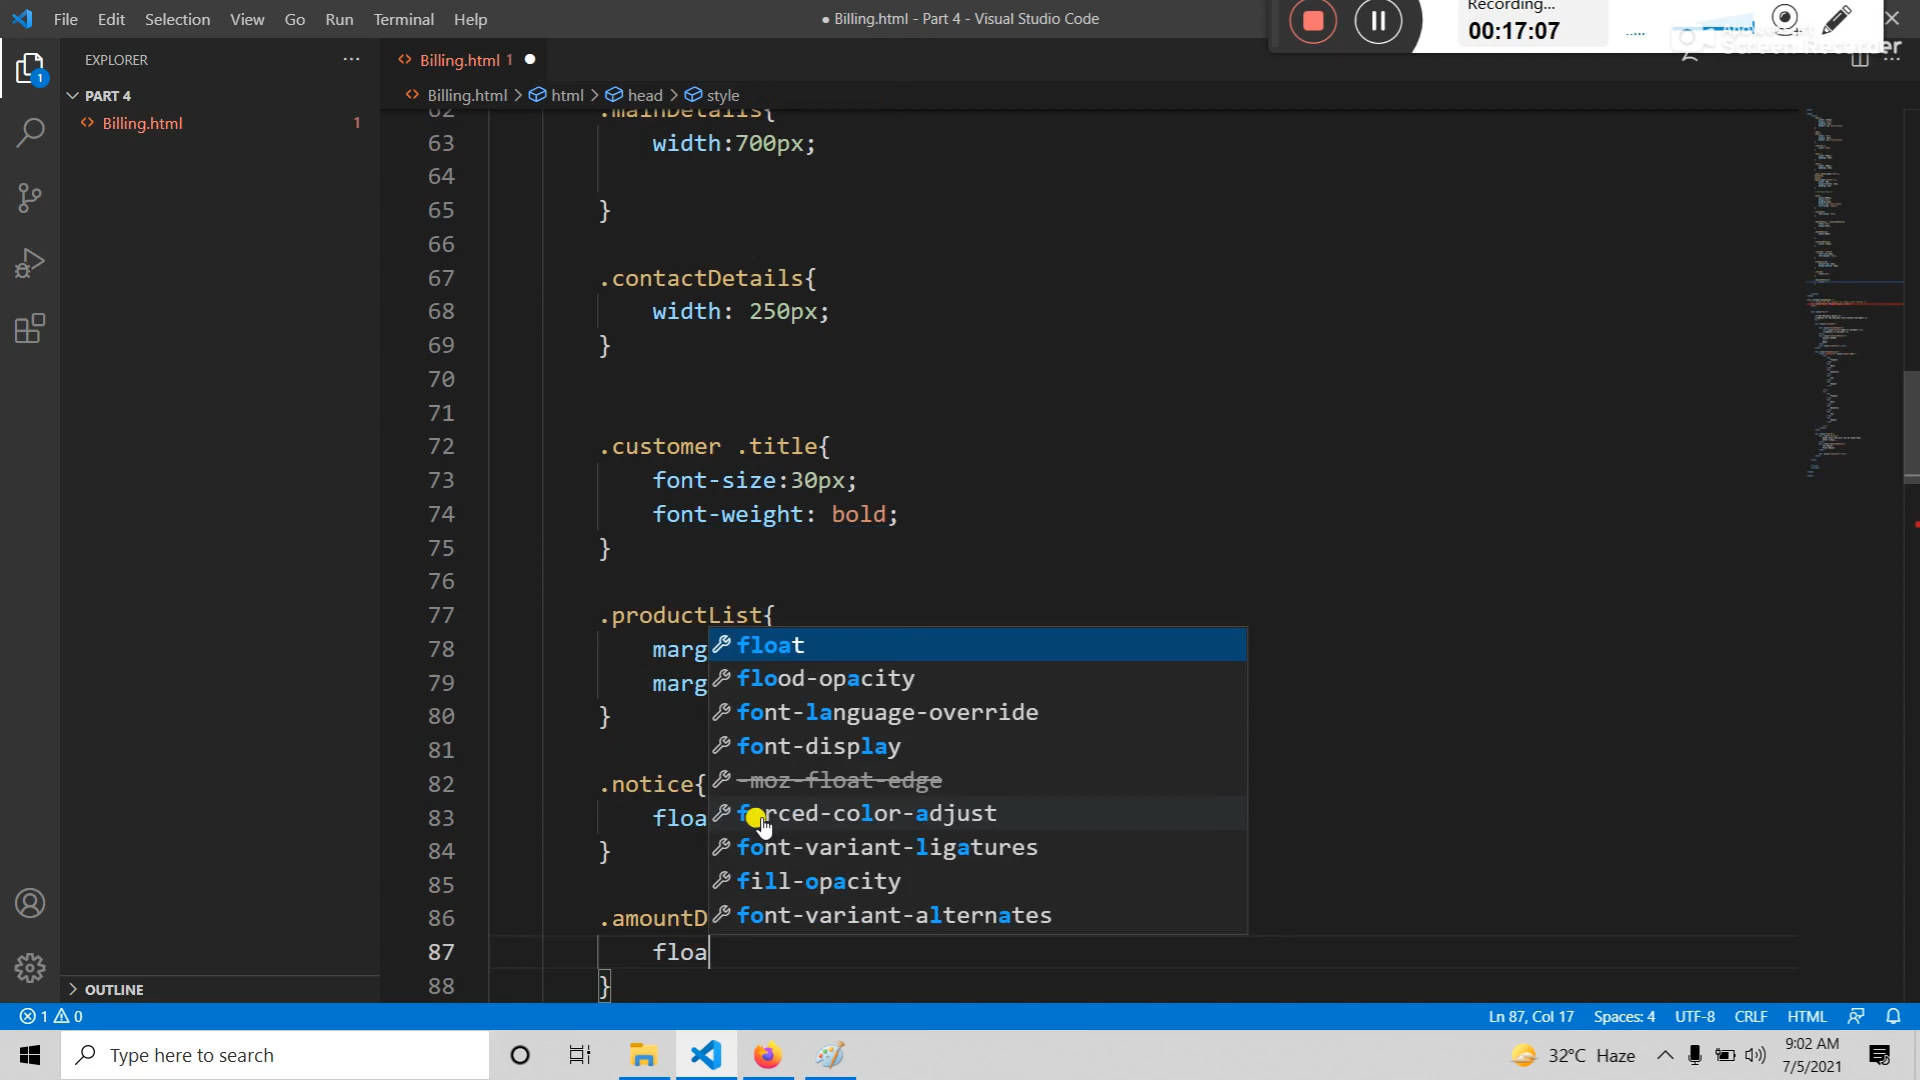 File Edit Selection View Go Run Terminal Help
● Billing.html - Part 4 - Visual Studio Code
Recording...
00:17:07
Screen Recorder
EXPLORER
Billing.html 1
PART 4
Billing.html > html > head > style
Billing.html 1
1
62 .mainDetails{
63 width:700px;
64
65 }
66
67 .contactDetails{
68 width: 250px;
69 }
70
71
72 .customer .title{
73 font-size:30px;
74 font-weight: bold;
75 }
76
77 .productList{
78 marg
79 marg
80 }
81
82 .notice{
83 floa
84 }
85
86 .amountD
87 floa
88 }
float
flood-opacity
font-language-override
font-display
-moz-float-edge
forced-color-adjust
font-variant-ligatures
fill-opacity
font-variant-alternates
OUTLINE
1 0
Ln 87, Col 17 Spaces: 4 UTF-8 CRLF HTML
Type here to search
32°C Haze
9:02 AM
7/5/2021